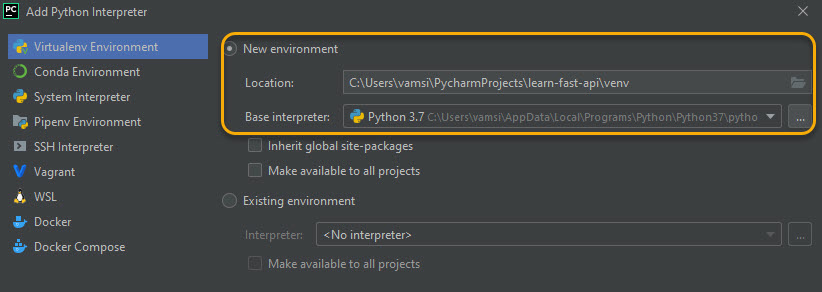 PC Add Python Interpreter
Virtualenv Environment
Conda Environment
System Interpreter
Pipenv Environment
SSH Interpreter
Vagrant
WSL
Docker
Docker Compose
New environment
Location: C:\Users\vamsi\PycharmProjects\learn-fast-api\venv
Base interpreter: Python 3.7 C:\Users\vamsi\AppData\Local\Programs\Python\Python37\pytho ...
Inherit global site-packages
Make available to all projects
Existing environment
Interpreter: <No interpreter> ...
Make available to all projects